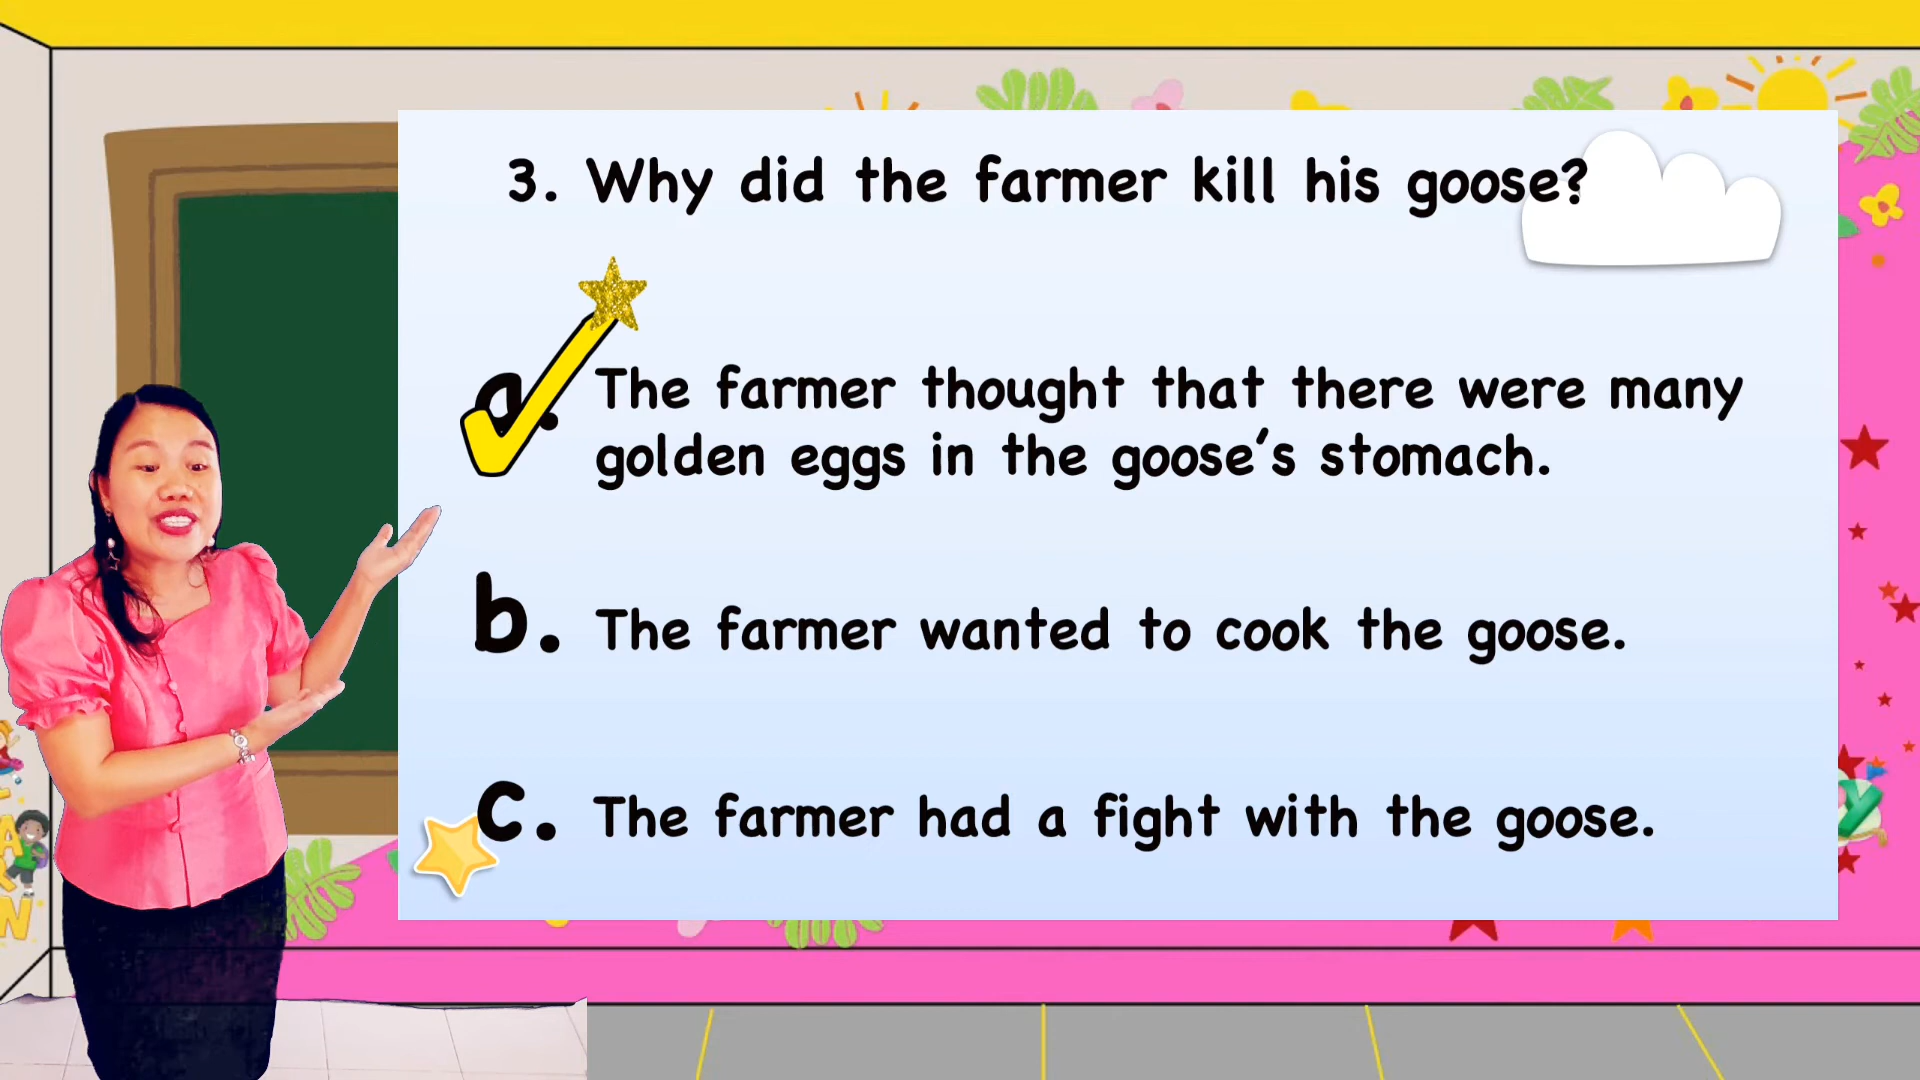 3. Why did the farmer kill his goose?
a. The farmer thought that there were many
golden eggs in the goose's stomach.
b. The farmer wanted to cook the goose.
c. The farmer had a fight with the goose.